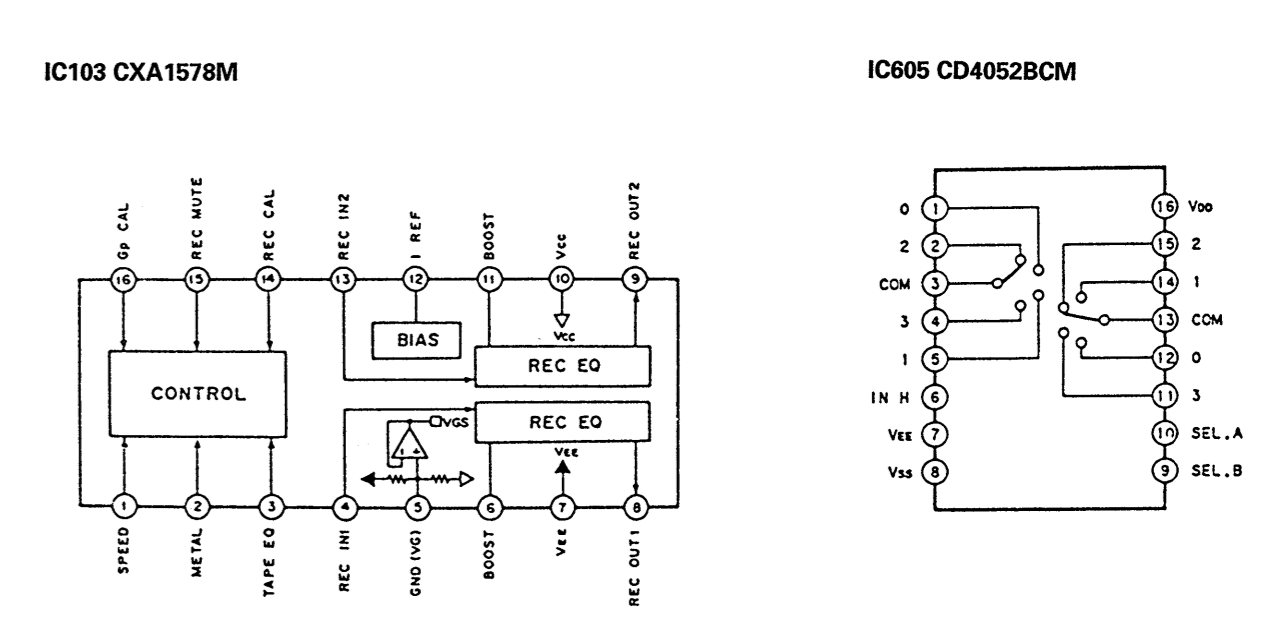 IC103 CXA1578M
Gp CAL
REC MUTE
REC CAL
REC IN2
I REF
BOOST
Vcc
REC OUT2
16
15
14
13
12
11
10
9
BIAS
Vcc
REC EQ
CONTROL
REC EQ
VGS
- +
VEE
1
2
3
4
5
6
7
8
SPEED
METAL
TAPE EQ
REC IN1
GND (VG)
BOOST
VEE
REC OUT1
IC605 CD4052BCM
0 1
2 2
COM 3
3 4
1 5
IN H 6
VEE 7
Vss 8
16 VDD
15 2
14 1
13 COM
12 0
11 3
10 SEL.A
9 SEL.B